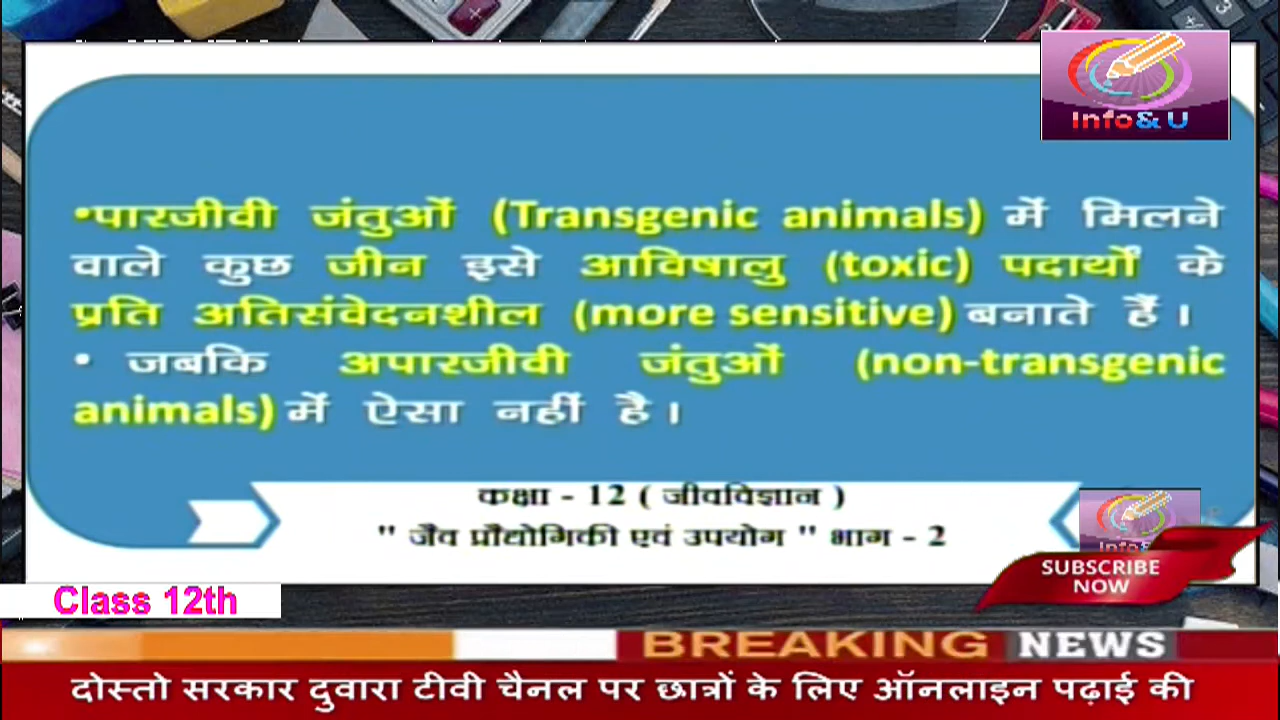 Info& U
•पारजीवी जंतुओं (Transgenic animals) में मिलने
वाले कुछ जीन इसे आविषालु (toxic) पदार्थों के
प्रति अतिसंवेदनशील (more sensitive) बनाते हैं ।
• जबकि अपारजीवी जंतुओं (non-transgenic
animals) में ऐसा नहीं है ।
कक्षा - 12 ( जीवविज्ञान )
" जैव प्रौद्योगिकी एवं उपयोग " भाग - 2
SUBSCRIBE
NOW
Class 12th
BREAKING NEWS
दोस्तो सरकार दुवारा टीवी चैनल पर छात्रों के लिए ऑनलाइन पढ़ाई की